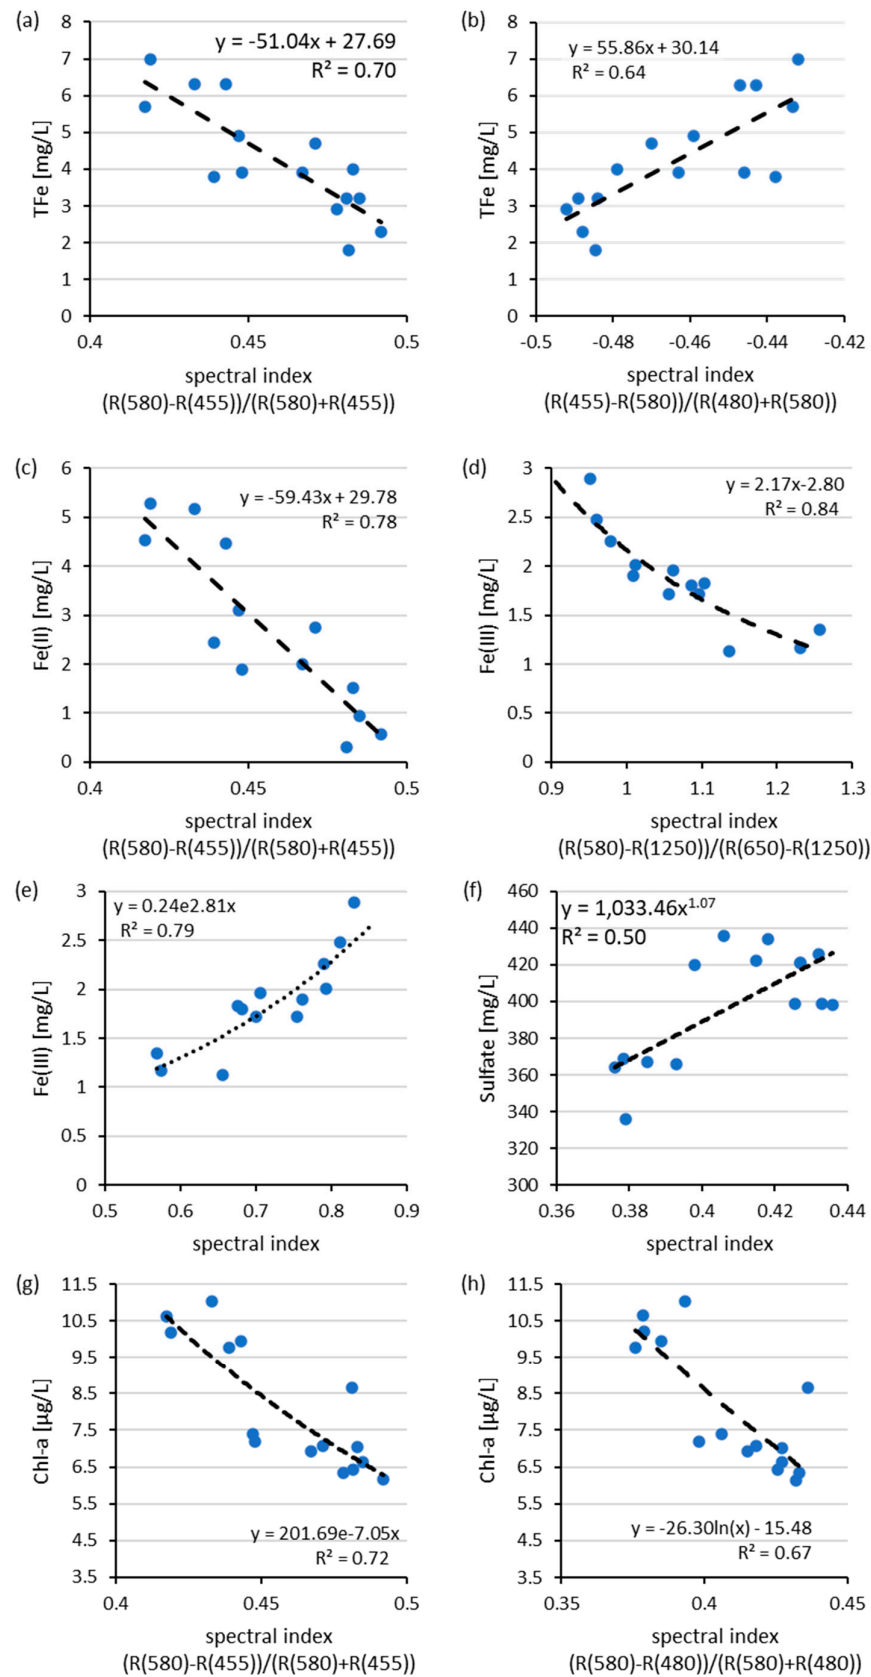 (a)
8
7
6
5
4
3
2
1
0
TFe [mg/L]
y = -51.04x + 27.69
R² = 0.70
0.4 0.45 0.5
spectral index
(R(580)-R(455))/(R(580)+R(455))
(b)
8
7
6
5
4
3
2
1
0
TFe [mg/L]
y = 55.86x + 30.14
R² = 0.64
-0.5 -0.48 -0.46 -0.44 -0.42
spectral index
(R(455)-R(580))/(R(480)+R(580))
(c)
6
5
4
3
2
1
0
Fe(II) [mg/L]
y = -59.43x + 29.78
R² = 0.78
0.4 0.45 0.5
spectral index
(R(580)-R(455))/(R(580)+R(455))
(d)
3
2.5
2
1.5
1
0.5
0
Fe(III) [mg/L]
y = 2.17x-2.80
R² = 0.84
0.9 1 1.1 1.2 1.3
spectral index
(R(580)-R(1250))/(R(650)-R(1250))
(e)
3
2.5
2
1.5
1
0.5
0
Fe(III) [mg/L]
y = 0.24e2.81x
R² = 0.79
0.5 0.6 0.7 0.8 0.9
spectral index
(f)
460
440
420
400
380
360
340
320
300
Sulfate [mg/L]
y = 1,033.46x1.07
R² = 0.50
0.36 0.38 0.4 0.42 0.44
spectral index
(g)
11.5
10.5
9.5
8.5
7.5
6.5
5.5
4.5
3.5
Chl-a [µg/L]
y = 201.69e-7.05x
R² = 0.72
0.4 0.45 0.5
spectral index
(R(580)-R(455))/(R(580)+R(455))
(h)
11.5
10.5
9.5
8.5
7.5
6.5
5.5
4.5
3.5
Chl-a [µg/L]
y = -26.30ln(x) - 15.48
R² = 0.67
0.35 0.4 0.45
spectral index
(R(580)-R(480))/(R(580)+R(480))